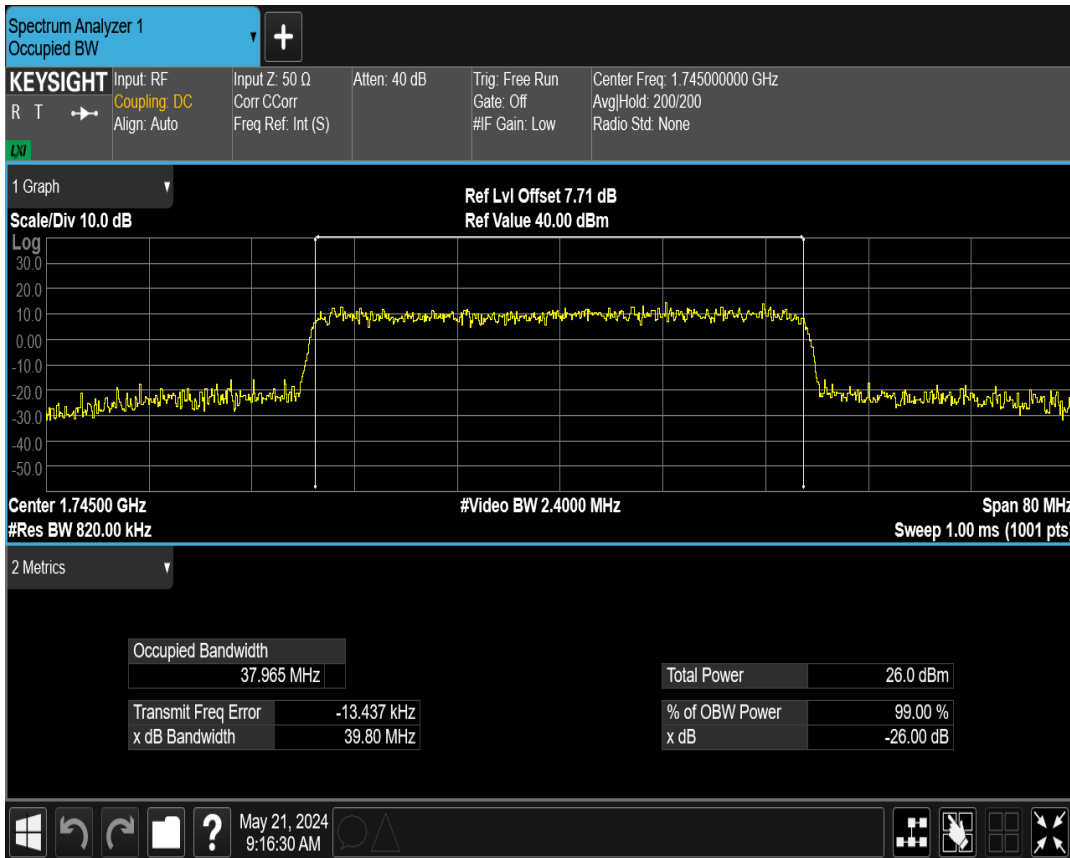 Spectrum Analyzer 1
Occupied BW
+
KEYSIGHT
R T
LXI
Input: RF
Coupling: DC
Align: Auto
Input Z: 50 Ω
Corr CCorr
Freq Ref: Int (S)
Atten: 40 dB
Trig: Free Run
Gate: Off
#IF Gain: Low
Center Freq: 1.745000000 GHz
Avg|Hold: 200/200
Radio Std: None
1 Graph
Scale/Div 10.0 dB
Ref Lvl Offset 7.71 dB
Ref Value 40.00 dBm
Log
30.0
20.0
10.0
0.00
-10.0
-20.0
-30.0
-40.0
-50.0
Center 1.74500 GHz
#Video BW 2.4000 MHz
Span 80 MHz
#Res BW 820.00 kHz
Sweep 1.00 ms (1001 pts)
2 Metrics
Occupied Bandwidth
37.965 MHz
Transmit Freq Error -13.437 kHz
x dB Bandwidth 39.80 MHz
Total Power 26.0 dBm
% of OBW Power 99.00 %
x dB -26.00 dB
?
May 21, 2024
9:16:30 AM